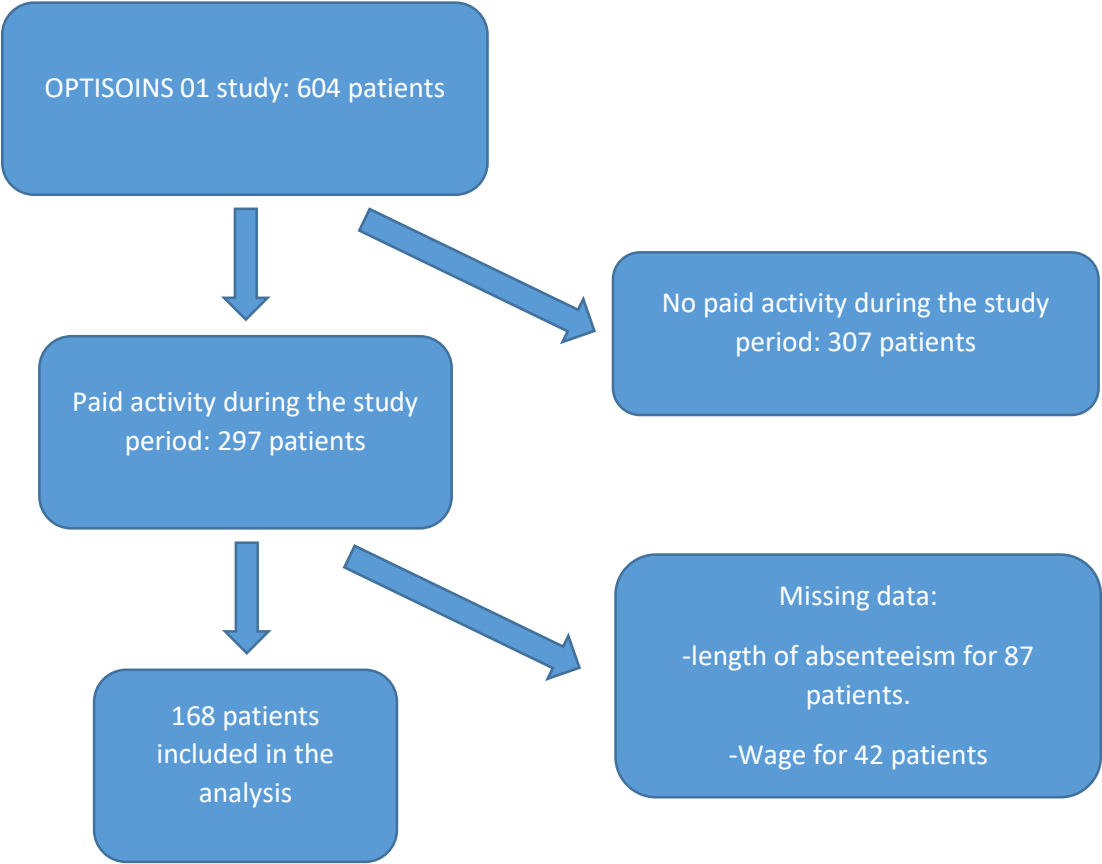 OPTISOINS 01 study: 604 patients
No paid activity during the study
period: 307 patients
Paid activity during the study
period: 297 patients
Missing data:
-length of absenteeism for 87
patients.
-Wage for 42 patients
168 patients
included in the
analysis